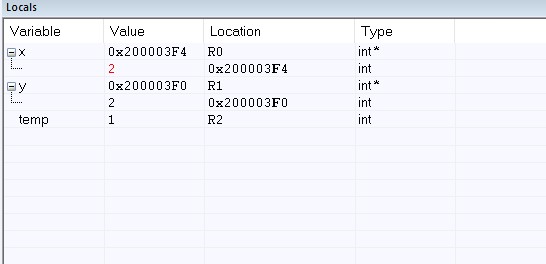 Locals
Variable Value Location Type
x 0x200003F4 R0 int*
2 0x200003F4 int
y 0x200003F0 R1 int*
2 0x200003F0 int
temp 1 R2 int